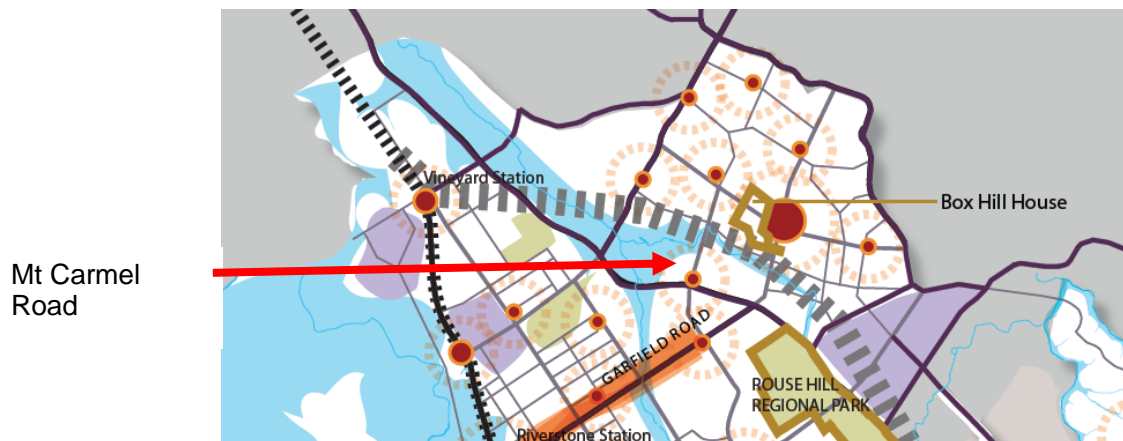 Vineyard Station
Box Hill House
Mt Carmel
Road
GARFIELD ROAD
ROUSE HILL
REGIONAL PARK
Riverstone Station